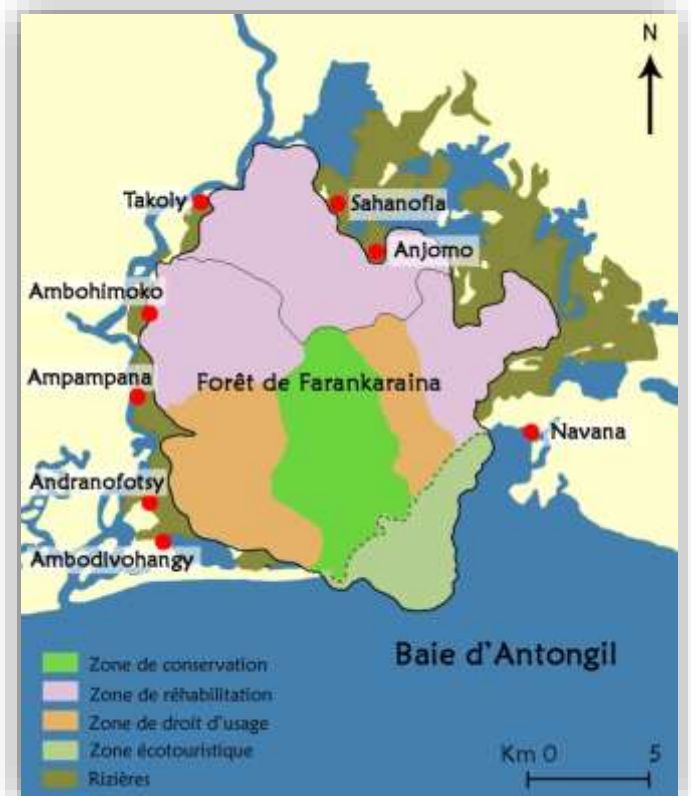 N
Takoly
Sahanofia
Anjomo
Ambohimoko
Ampampana
Forêt de Farankaraina
Navana
Andranofotsy
Ambodivohangy
Baie d'Antongil
Zone de conservation
Zone de réhabilitation
Zone de droit d'usage
Zone écotouristique
Rizières
Km 0 5